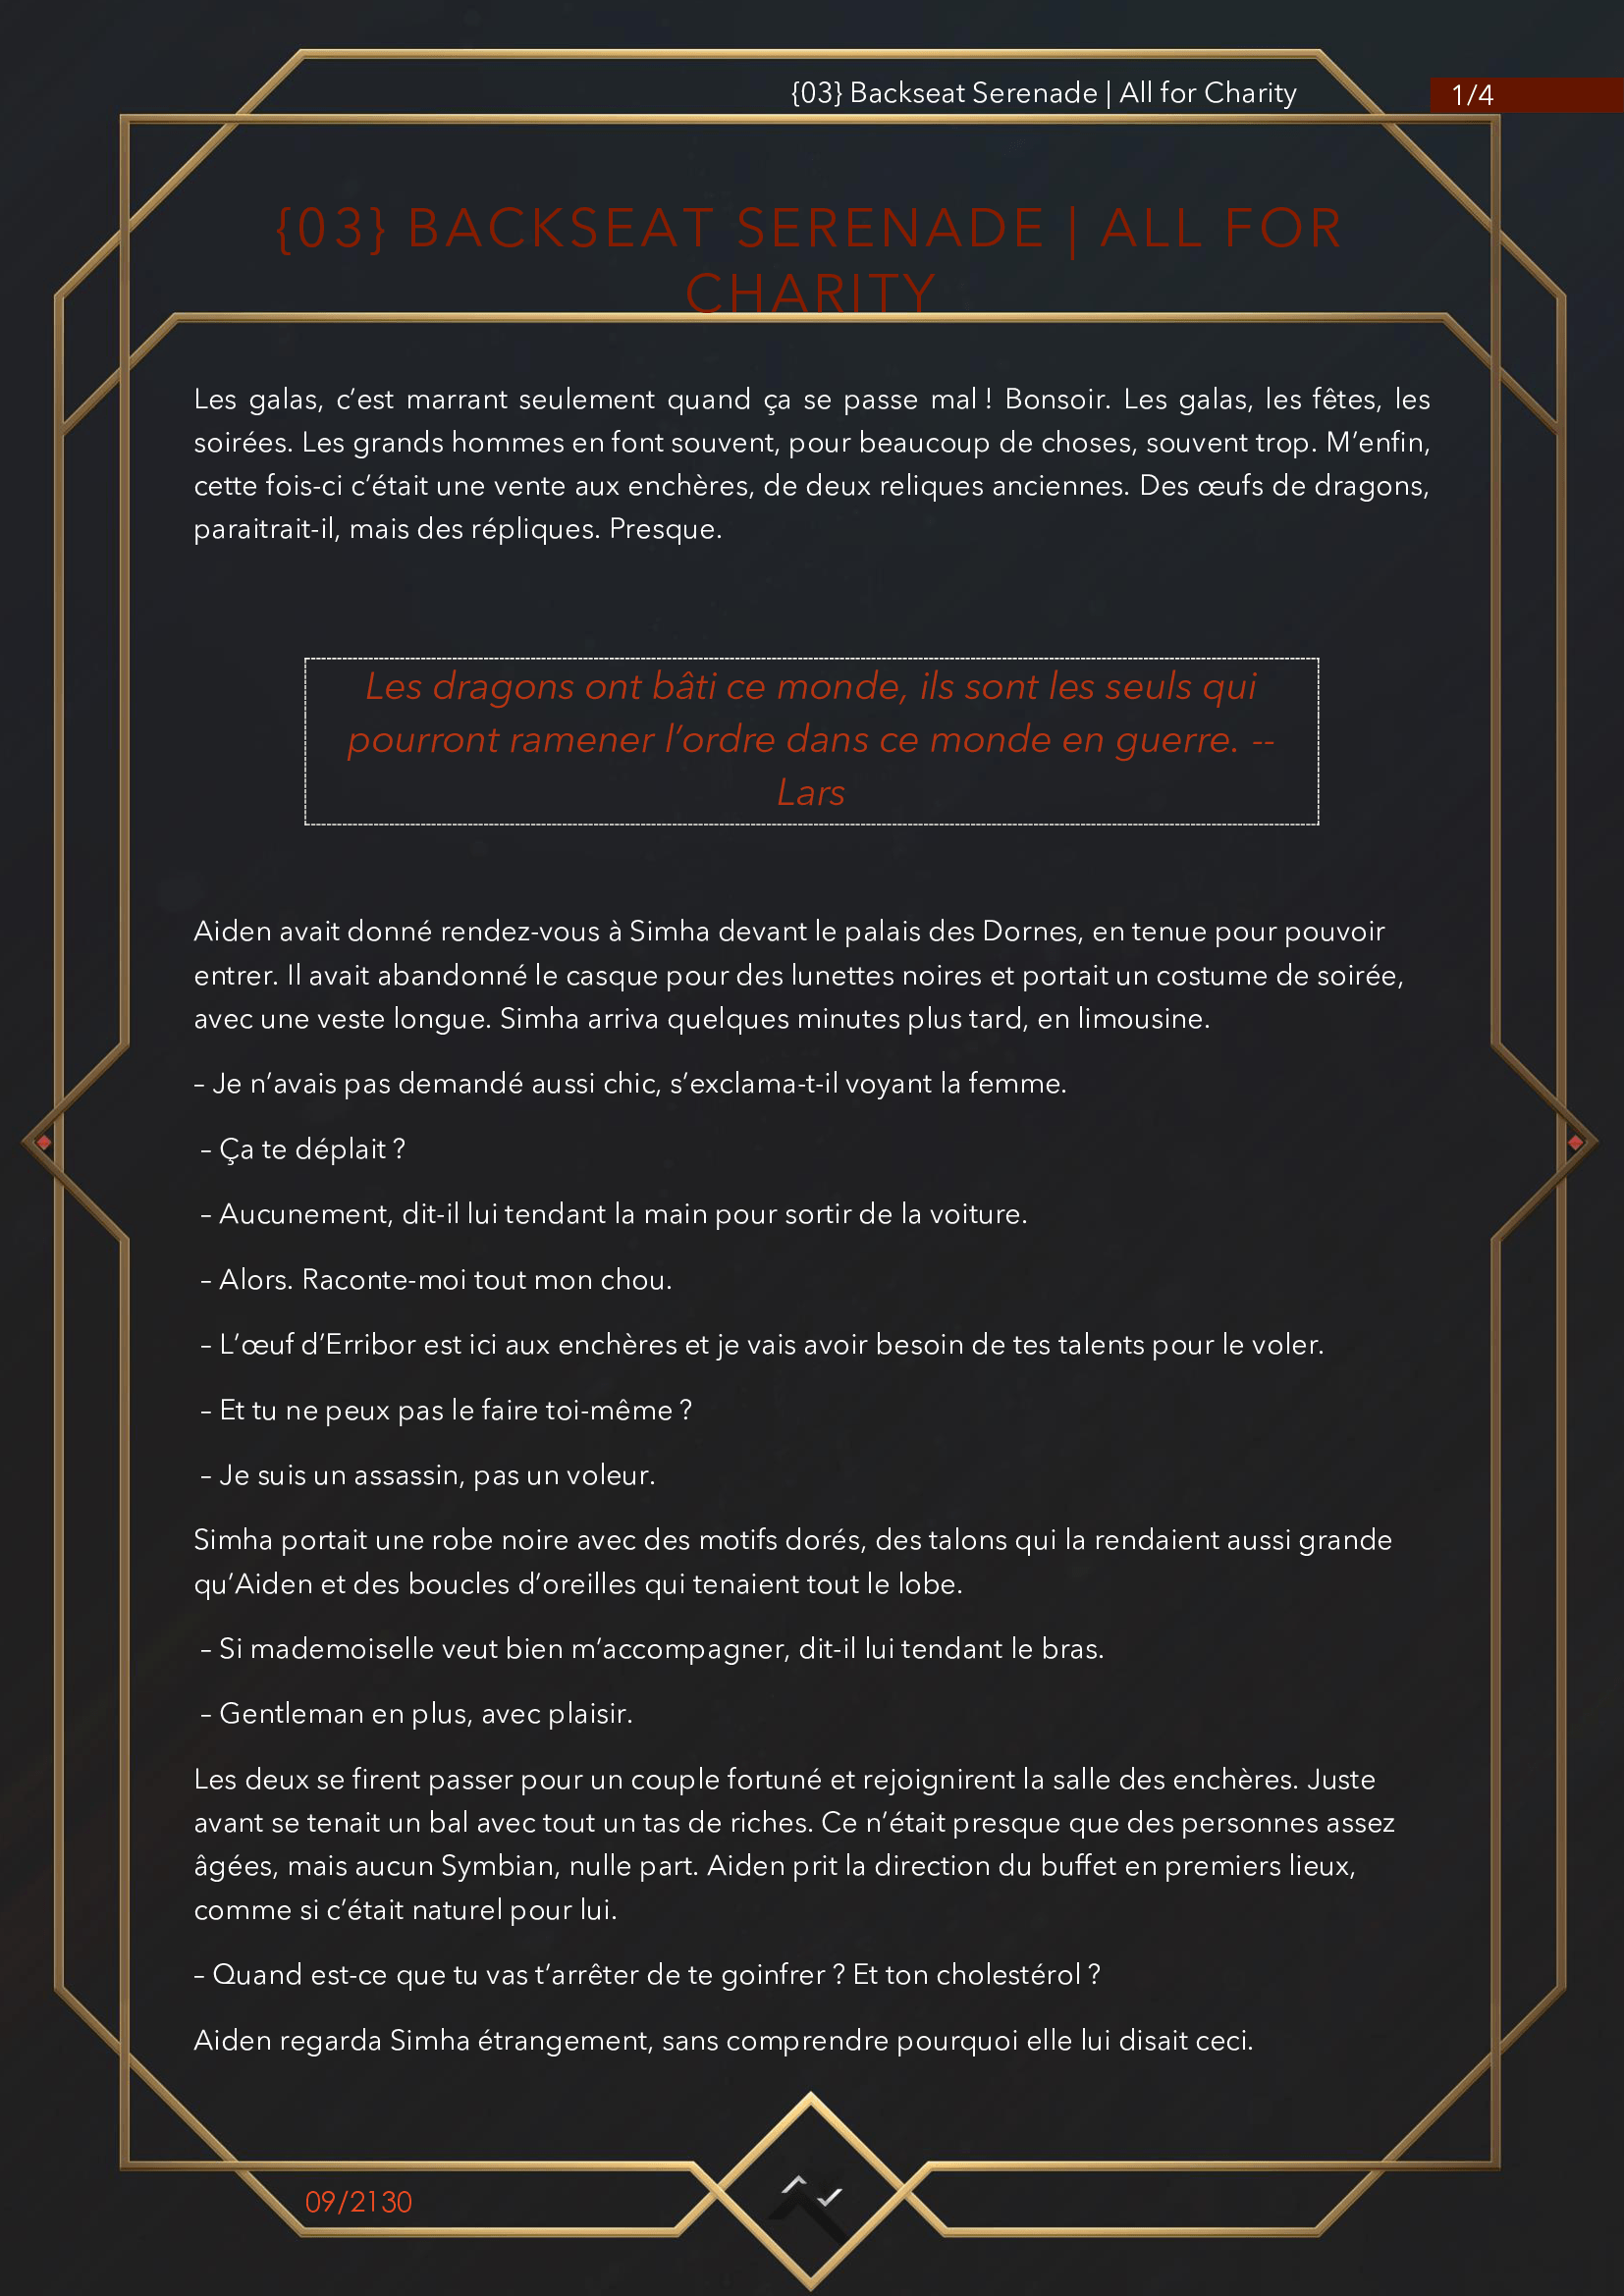 {03} Backseat Serenade | All for Charity
1/4
{03} BACKSEAT SERENADE | ALL FOR
CHARITY
Les galas, c’est marrant seulement quand ça se passe mal ! Bonsoir. Les galas, les fêtes, les
soirées. Les grands hommes en font souvent, pour beaucoup de choses, souvent trop. M’enfin,
cette fois-ci c’était une vente aux enchères, de deux reliques anciennes. Des œufs de dragons,
paraitrait-il, mais des répliques. Presque.
Les dragons ont bâti ce monde, ils sont les seuls qui
pourront ramener l’ordre dans ce monde en guerre. --
Lars
Aiden avait donné rendez-vous à Simha devant le palais des Dornes, en tenue pour pouvoir
entrer. Il avait abandonné le casque pour des lunettes noires et portait un costume de soirée,
avec une veste longue. Simha arriva quelques minutes plus tard, en limousine.
– Je n’avais pas demandé aussi chic, s’exclama-t-il voyant la femme.
– Ça te déplait ?
– Aucunement, dit-il lui tendant la main pour sortir de la voiture.
– Alors. Raconte-moi tout mon chou.
– L’œuf d’Erribor est ici aux enchères et je vais avoir besoin de tes talents pour le voler.
– Et tu ne peux pas le faire toi-même ?
– Je suis un assassin, pas un voleur.
Simha portait une robe noire avec des motifs dorés, des talons qui la rendaient aussi grande
qu’Aiden et des boucles d’oreilles qui tenaient tout le lobe.
– Si mademoiselle veut bien m’accompagner, dit-il lui tendant le bras.
– Gentleman en plus, avec plaisir.
Les deux se firent passer pour un couple fortuné et rejoignirent la salle des enchères. Juste
avant se tenait un bal avec tout un tas de riches. Ce n’était presque que des personnes assez
âgées, mais aucun Symbian, nulle part. Aiden prit la direction du buffet en premiers lieux,
comme si c’était naturel pour lui.
– Quand est-ce que tu vas t’arrêter de te goinfrer ? Et ton cholestérol ?
Aiden regarda Simha étrangement, sans comprendre pourquoi elle lui disait ceci.
09/2130